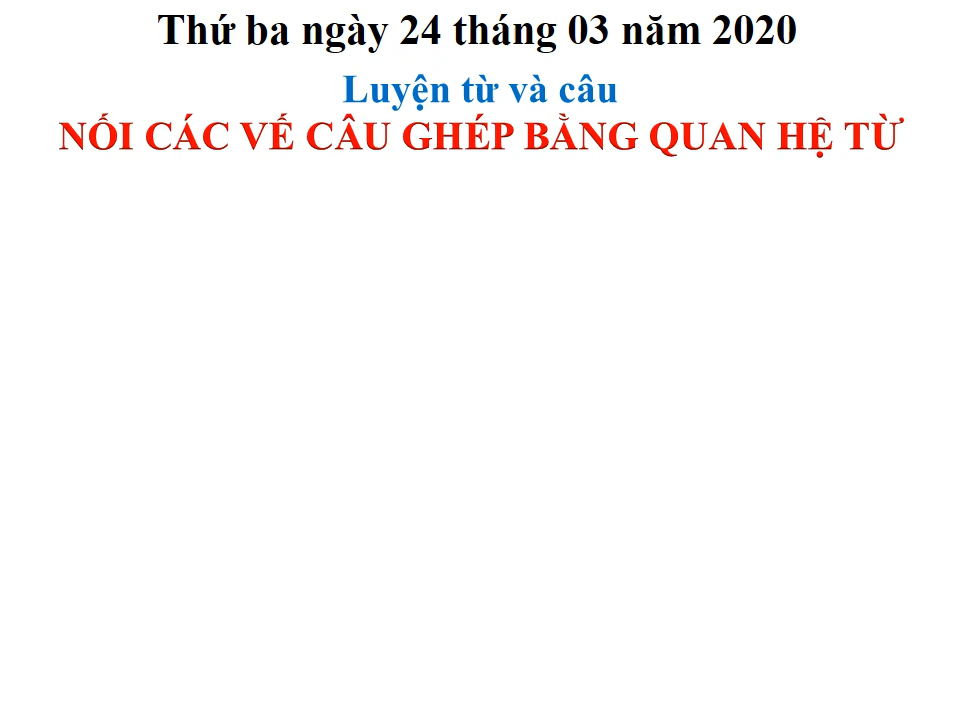 Thứ ba ngày 24 tháng 03 năm 2020
Luyện từ và câu
NỐI CÁC VẾ CÂU GHÉP BẰNG QUAN HỆ TỪ